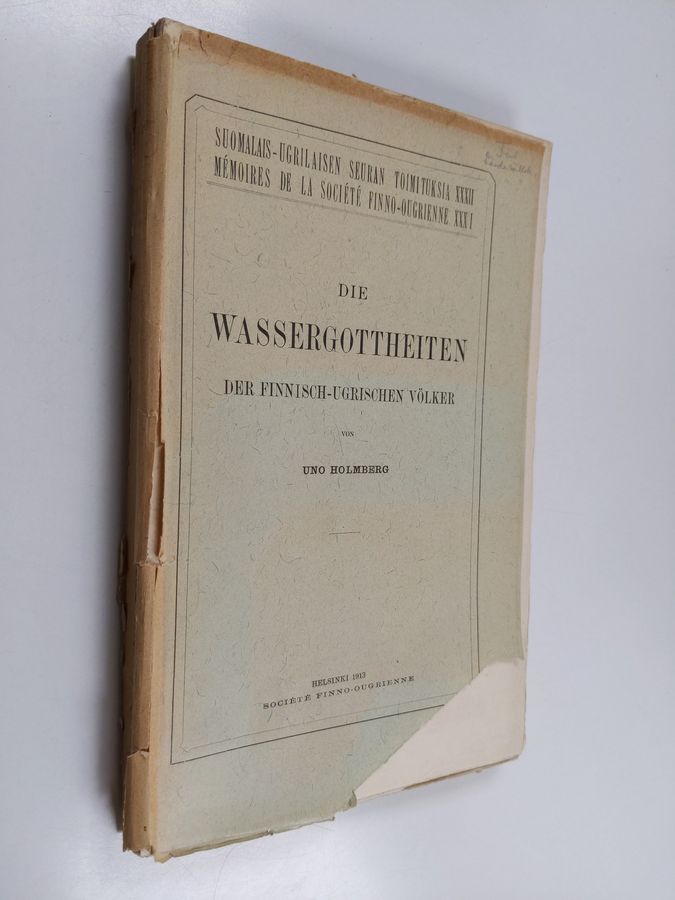 SUOMALAIS-UGRILAISEN SEURAN TOIMITUKSIA XXXII
MÉMOIRES DE LA SOCIÉTÉ FINNO-OUGRIENNE XXXI
DIE
WASSERGOTTHEITEN
DER FINNISCH-UGRISCHEN VÖLKER
VON
UNO HOLMBERG
HELSINKI 1913
SOCIÉTÉ FINNO-OUGRIENNE